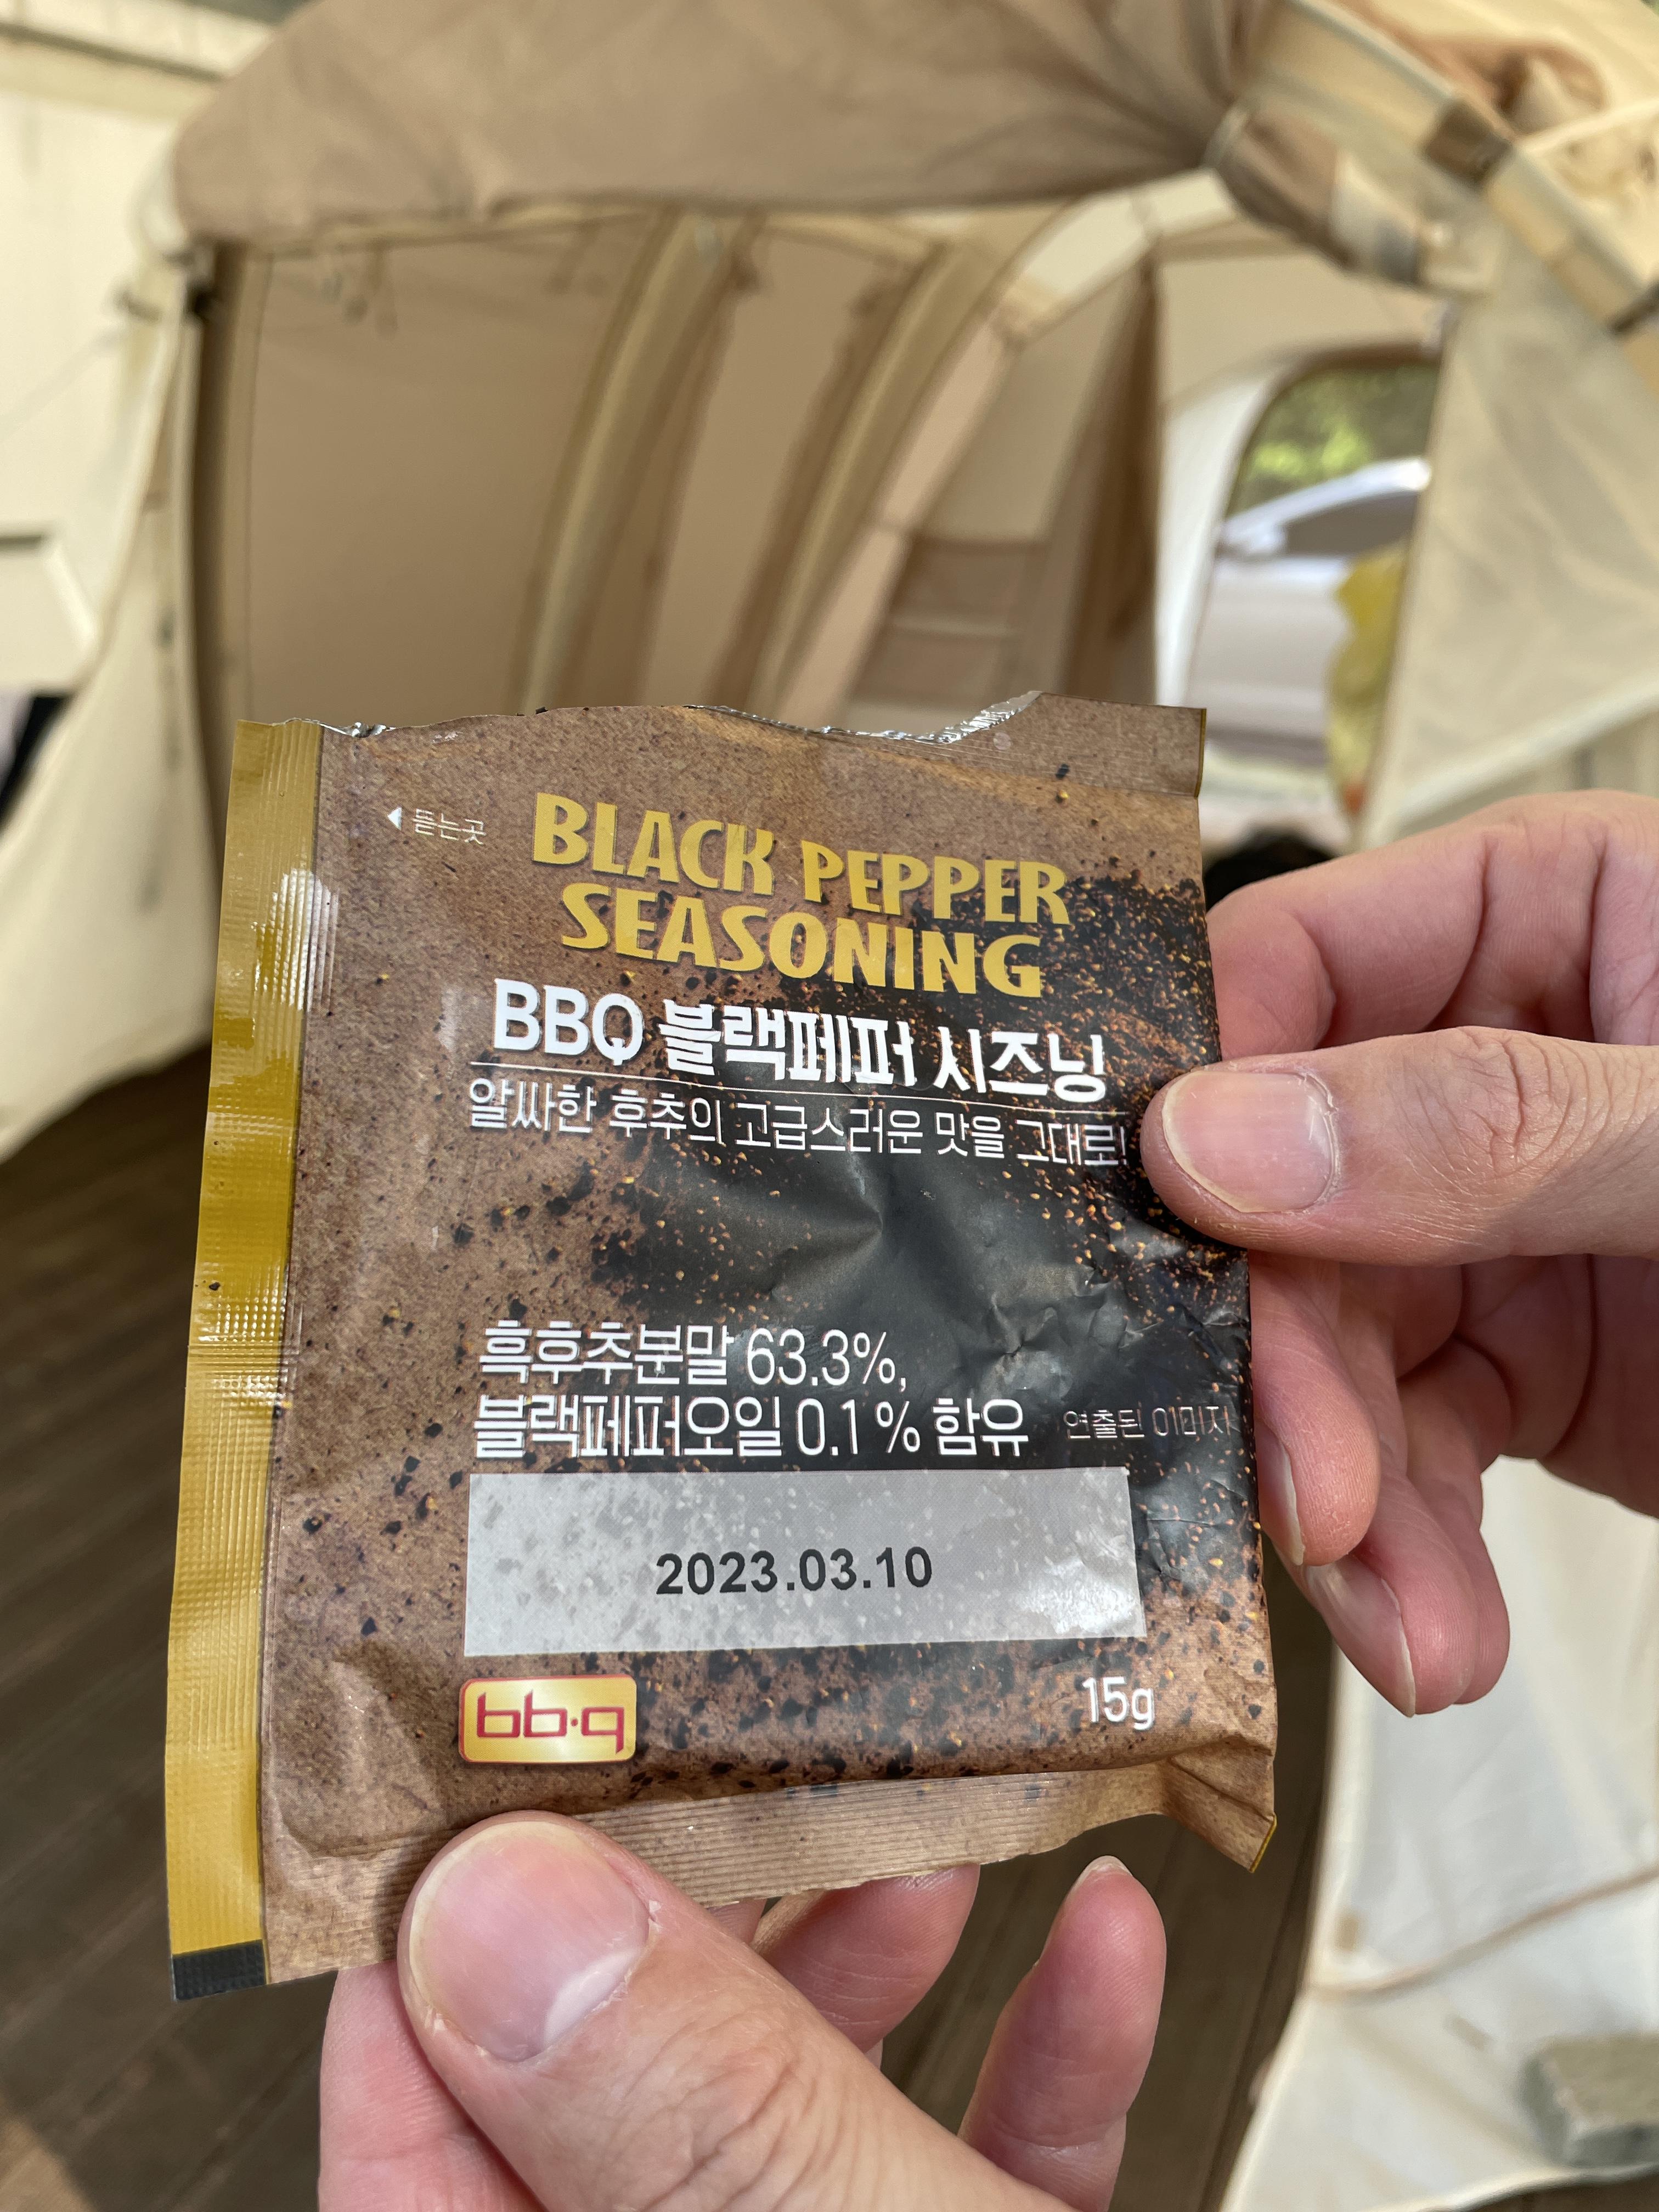 ◀ 뜯는곳
BLACK PEPPER
SEASONING
BBQ 블랙페퍼 시즈닝
알싸한 후추의 고급스러운 맛을 그대로!
흑후추분말 63.3%,
블랙페퍼오일 0.1% 함유
연출된 이미지
2023.03.10
bb·q
15g